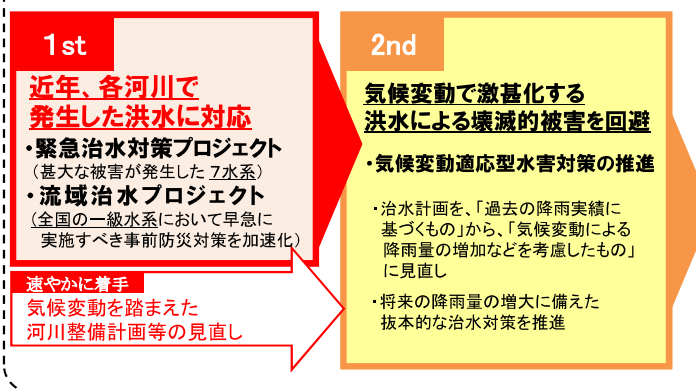 1st
近年、各河川で
発生した洪水に対応
・緊急治水対策プロジェクト
（甚大な被害が発生した７水系）
・流域治水プロジェクト
（全国の一級水系において早急に
実施すべき事前防災対策を加速化）
速やかに着手
気候変動を踏まえた
河川整備計画等の見直し
2nd
気候変動で激甚化する
洪水による壊滅的被害を回避
・気候変動適応型水害対策の推進
・治水計画を、「過去の降雨実績に
基づくもの」から、「気候変動による
降雨量の増加などを考慮したもの」
に見直し
・将来の降雨量の増大に備えた
抜本的な治水対策を推進